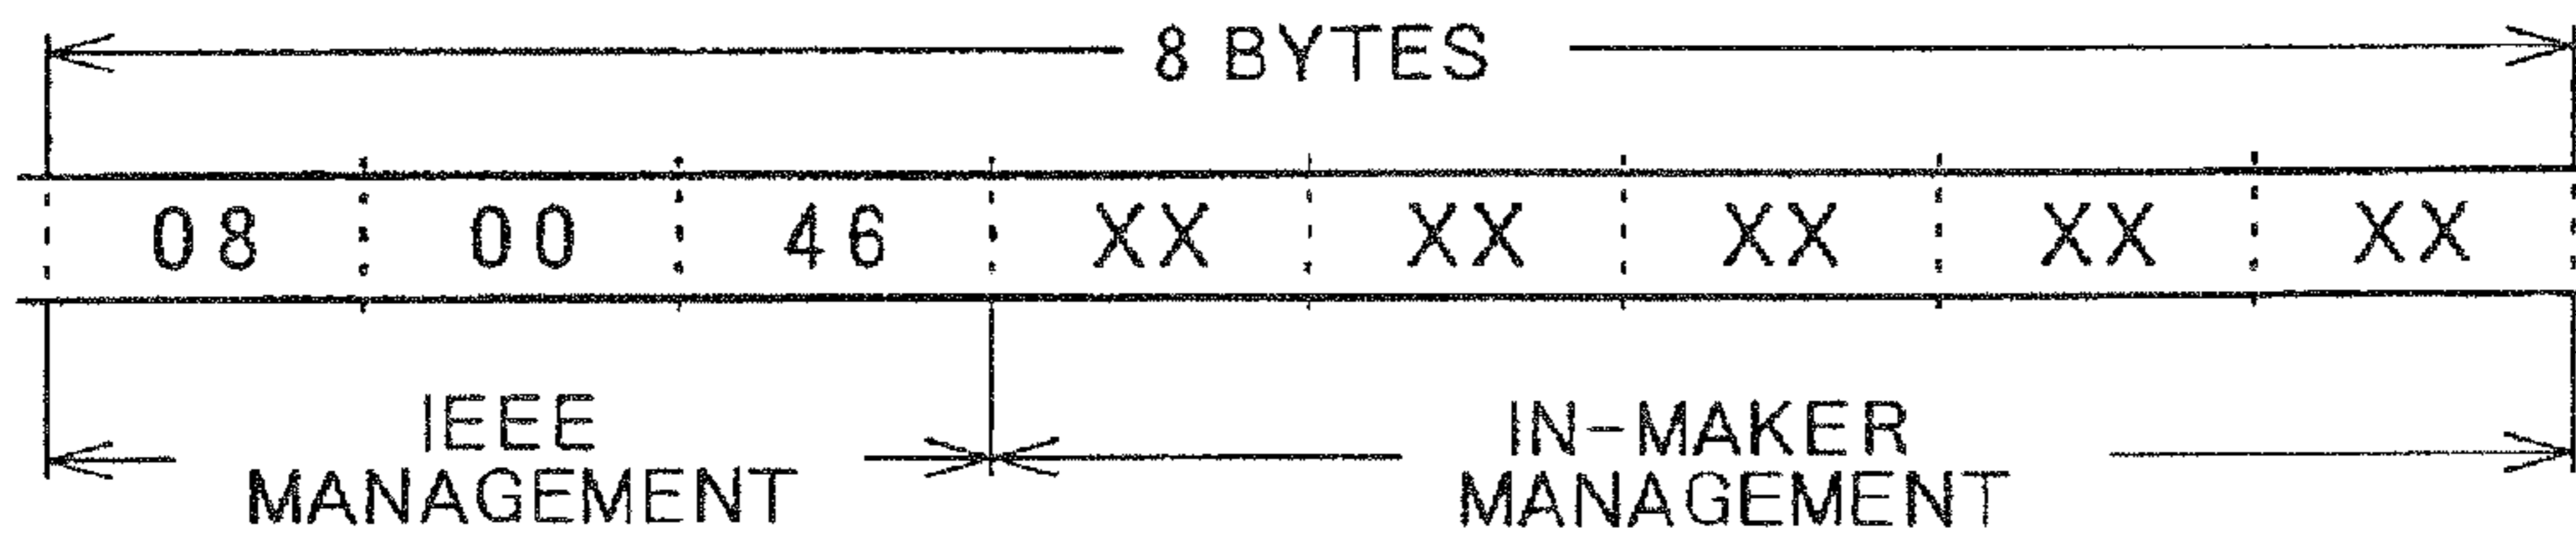 8 BYTES
08 00 46 XX XX XX XX XX
IEEE
MANAGEMENT
IN-MAKER
MANAGEMENT